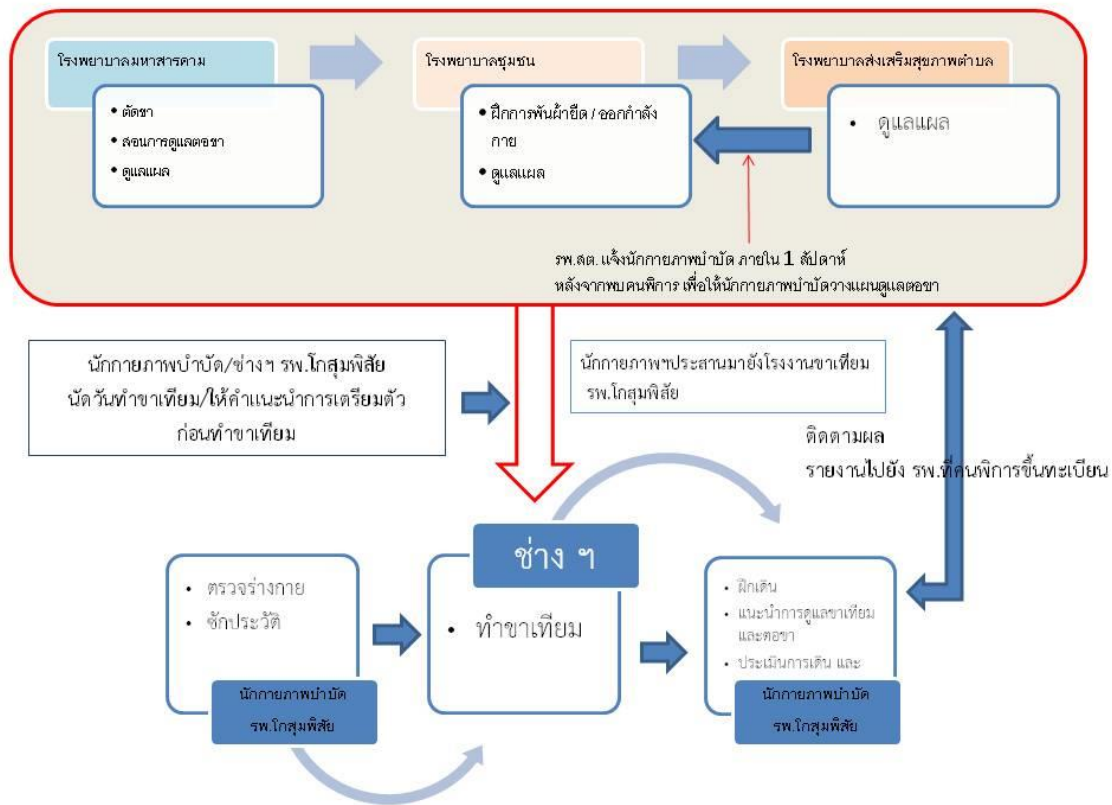 โรงพยาบาลมหาสารคาม
• ตัดขา
• สอนการดูแลตอขา
• ดูแลแผล
โรงพยาบาลชุมชน
• ฝึกการพันผ้ายืด / ออกกำลัง
กาย
• ดูแลแผล
โรงพยาบาลส่งเสริมสุขภาพตำบล
• ดูแลแผล
รพ.สต. แจ้งนักกายภาพบำบัด ภายใน 1 สัปดาห์
หลังจากพบคนพิการ เพื่อให้นักกายภาพบำบัดวางแผนดูแลตอขา
นักกายภาพบำบัด/ช่างฯ รพ.โกสุมพิสัย
นัดวันทำขาเทียม/ให้คำแนะนำการเตรียมตัว
ก่อนทำขาเทียม
นักกายภาพฯประสานมายังโรงงานขาเทียม
รพ.โกสุมพิสัย
ติดตามผล
รายงานไปยัง รพ.ที่คนพิการขึ้นทะเบียน
• ตรวจร่างกาย
• ซักประวัติ
นักกายภาพบำบัด
รพ.โกสุมพิสัย
ช่าง ฯ
• ทำขาเทียม
• ฝึกเดิน
• แนะนำการดูแลขาเทียม
และตอขา
• ประเมินการเดิน และ
นักกายภาพบำบัด
รพ.โกสุมพิสัย